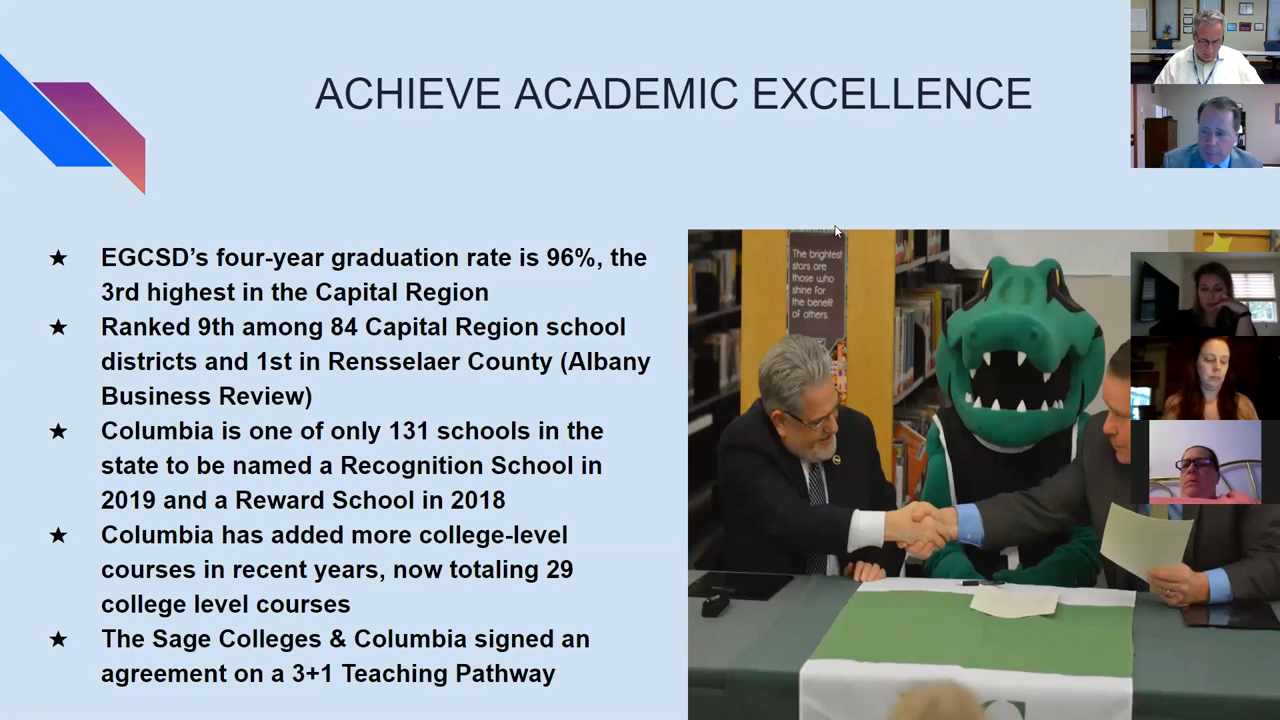 ACHIEVE ACADEMIC EXCELLENCE
★ EGCSD’s four-year graduation rate is 96%, the
3rd highest in the Capital Region
★ Ranked 9th among 84 Capital Region school
districts and 1st in Rensselaer County (Albany
Business Review)
★ Columbia is one of only 131 schools in the
state to be named a Recognition School in
2019 and a Reward School in 2018
★ Columbia has added more college-level
courses in recent years, now totaling 29
college level courses
★ The Sage Colleges & Columbia signed an
agreement on a 3+1 Teaching Pathway
The brightest
stars are
those who
shine for
the benefit
of others.